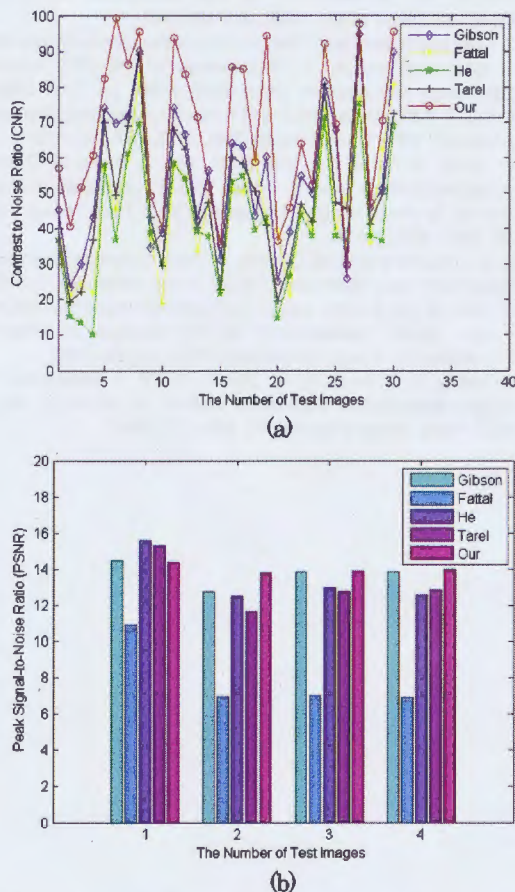 100
90
80
70
60
50
40
30
20
10
0
Contrast to Noise Ratio (CNR)
Gibson
Fattal
He
Tarel
Our
5
10
15
20
25
30
35
40
The Number of Test Images
(a)
20
18
16
14
12
10
8
6
4
2
0
Peak Signal-to-Noise Ratio (PSNR)
Gibson
Fattal
He
Tarel
Our
1
2
3
4
The Number of Test Images
(b)